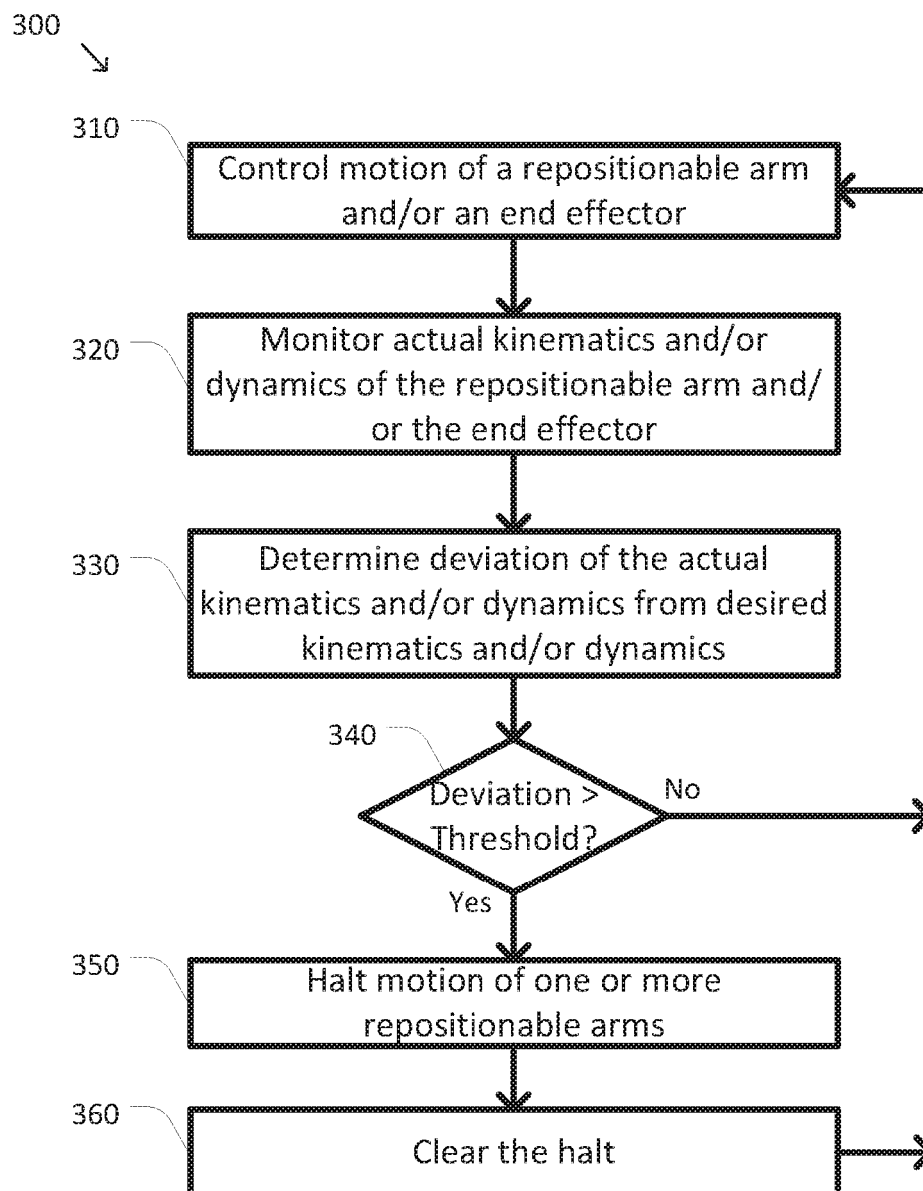 300
310
Control motion of a repositionable arm
and/or an end effector
320
Monitor actual kinematics and/or
dynamics of the repositionable arm and/
or the end effector
330
Determine deviation of the actual
kinematics and/or dynamics from desired
kinematics and/or dynamics
340
Deviation >
Threshold?
No
Yes
350
Halt motion of one or more
repositionable arms
360
Clear the halt